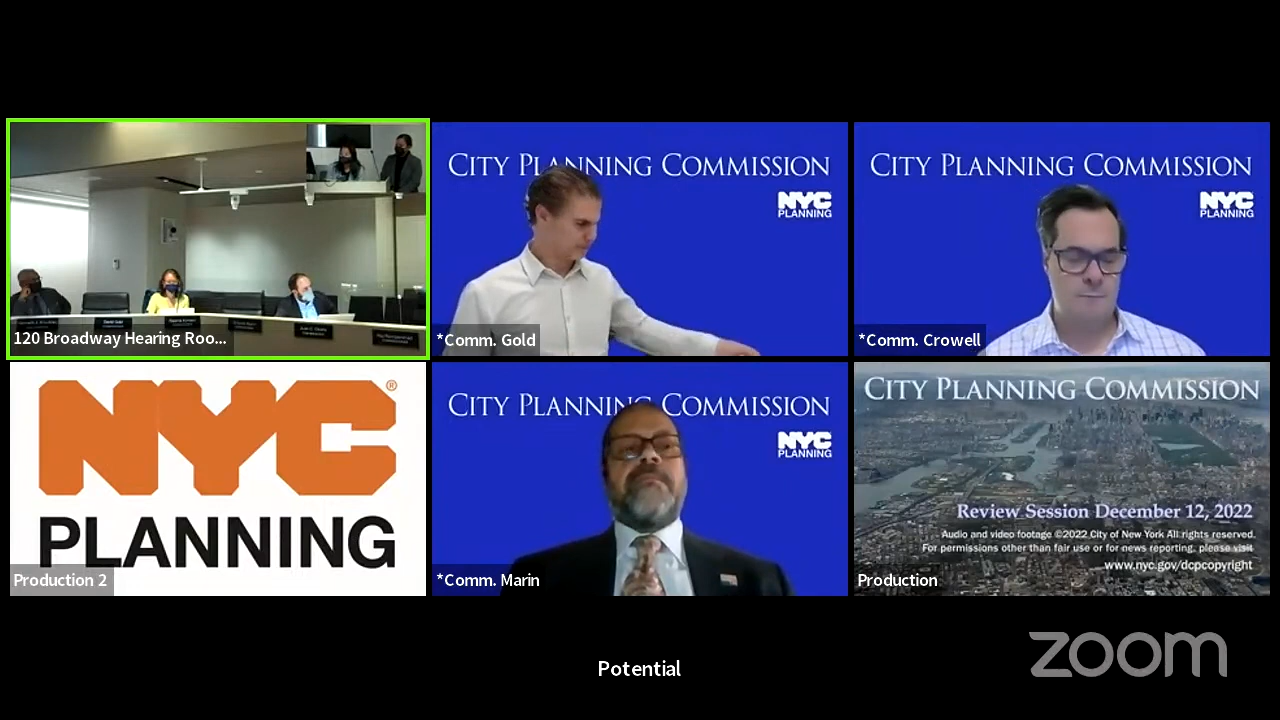 120 Broadway Hearing Roo...
CITY PLANNING COMMISSION
NYC
PLANNING
*Comm. Gold
CITY PLANNING COMMISSION
NYC
PLANNING
*Comm. Crowell
NYC®
PLANNING
Production 2
CITY PLANNING COMMISSION
NYC
PLANNING
*Comm. Marin
CITY PLANNING COMMISSION
Review Session December 12, 2022
Audio and video footage ©2022 City of New York All rights reserved.
For permissions other than fair use or for news reporting, please visit
www.nyc.gov/dcpcopyright
Production
Potential
zoom